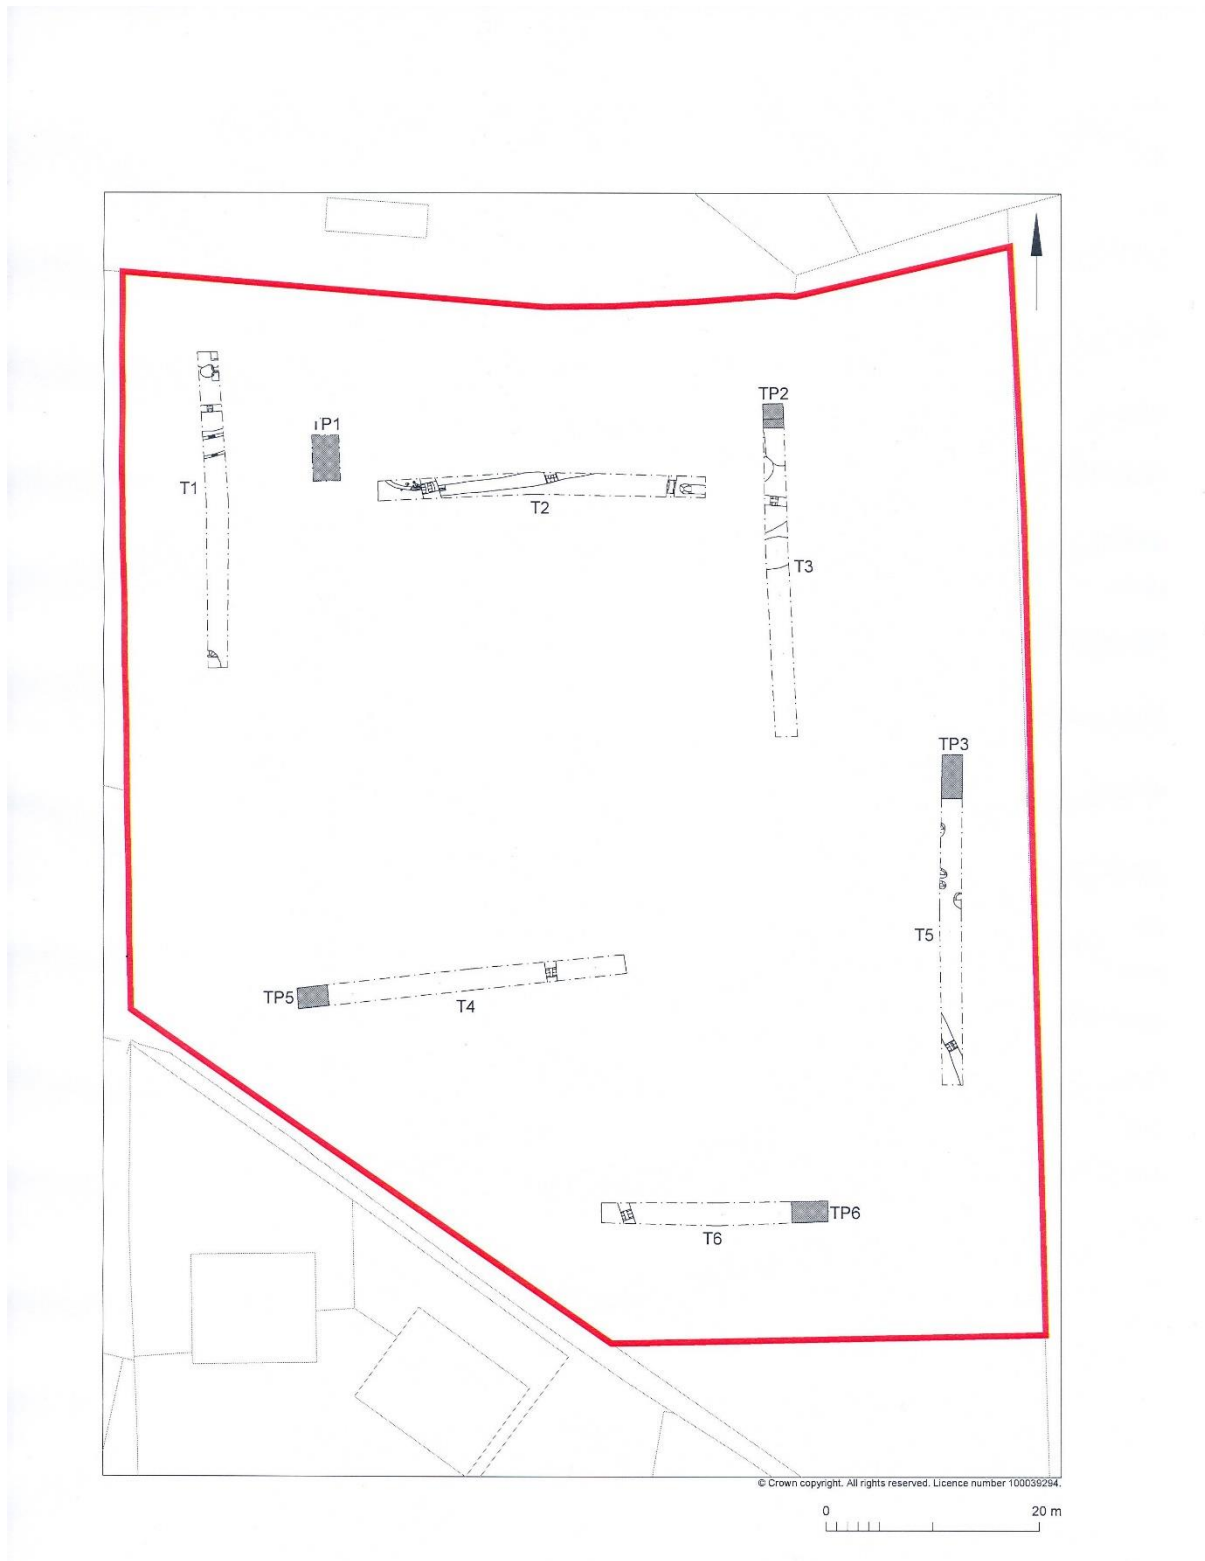 TP2
TP1
T1
T2
T3
TP3
T5
TP5
T4
TP6
T6
© Crown copyright. All rights reserved. Licence number 100039294.
0 20 m